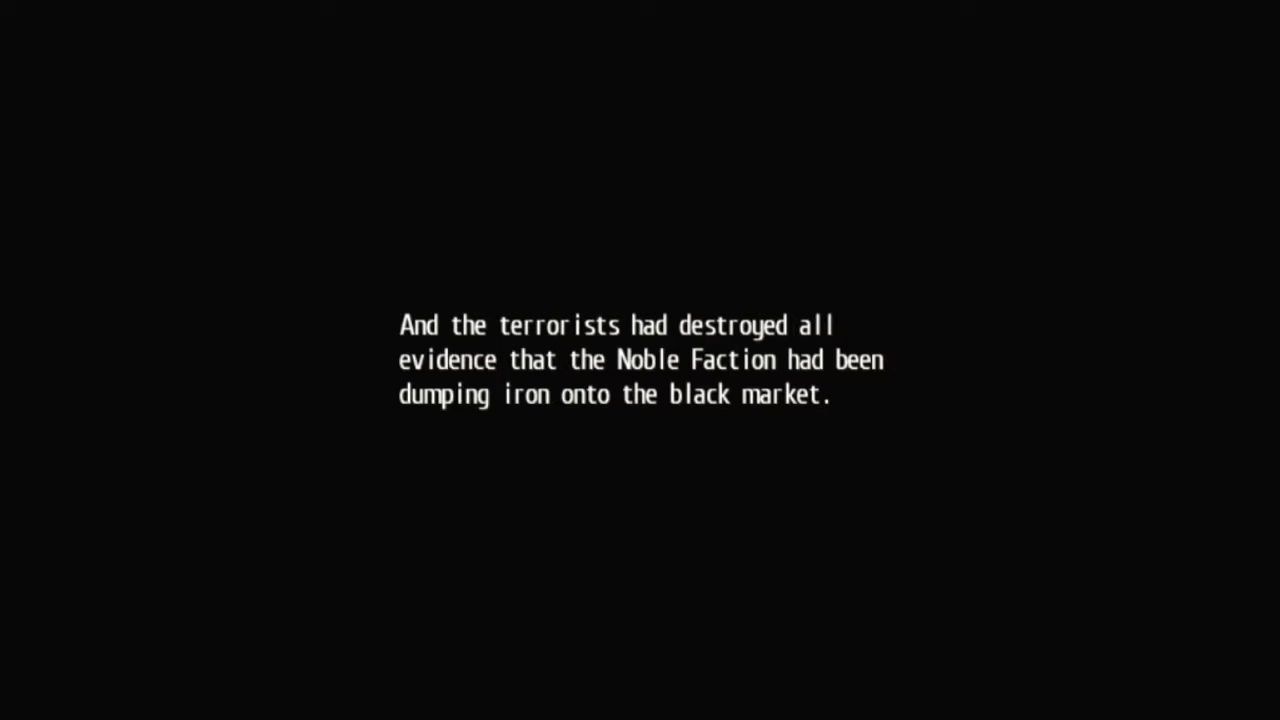 And the terrorists had destroyed all
evidence that the Noble Faction had been
dumping iron onto the black market.